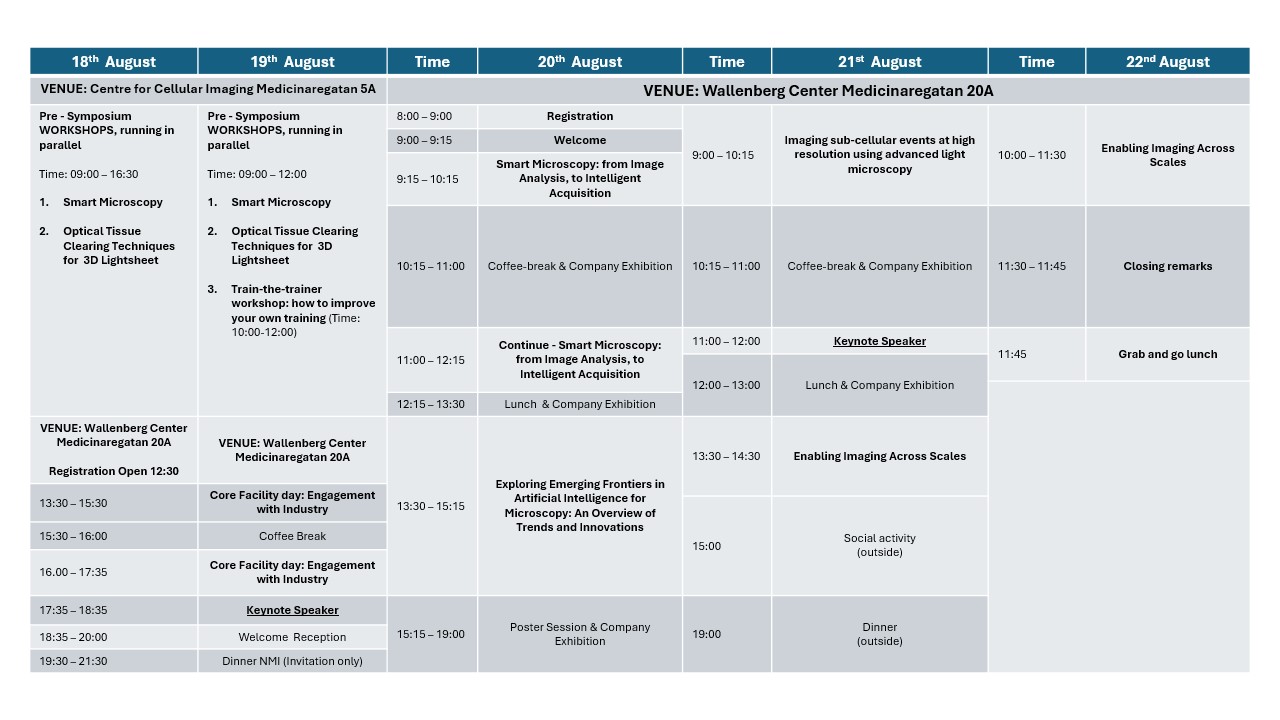 18th August
19th August
Time
20th August
Time
21st August
Time
22nd August
VENUE: Centre for Cellular Imaging Medicinaregatan 5A
VENUE: Wallenberg Center Medicinaregatan 20A
Pre - Symposium
WORKSHOPS, running in
parallel
Time: 09:00 – 16:30
1. Smart Microscopy
2. Optical Tissue
Clearing Techniques
for 3D Lightsheet
Pre - Symposium
WORKSHOPS, running in
parallel
Time: 09:00 – 12:00
1. Smart Microscopy
2. Optical Tissue Clearing
Techniques for 3D
Lightsheet
3. Train-the-trainer
workshop: how to improve
your own training (Time:
10:00-12:00)
8:00 – 9:00
Registration
9:00 – 9:15
Welcome
9:15 – 10:15
Smart Microscopy: from Image
Analysis, to Intelligent
Acquisition
10:15 – 11:00
Coffee-break & Company Exhibition
11:00 – 12:15
Continue - Smart Microscopy:
from Image Analysis, to
Intelligent Acquisition
12:15 – 13:30
Lunch & Company Exhibition
9:00 – 10:15
Imaging sub-cellular events at high
resolution using advanced light
microscopy
10:15 – 11:00
Coffee-break & Company Exhibition
11:00 – 12:00
Keynote Speaker
12:00 – 13:00
Lunch & Company Exhibition
10:00 – 11:30
Enabling Imaging Across
Scales
11:30 – 11:45
Closing remarks
11:45
Grab and go lunch
VENUE: Wallenberg Center
Medicinaregatan 20A
Registration Open 12:30
VENUE: Wallenberg Center
Medicinaregatan 20A
13:30 – 15:30
Core Facility day: Engagement
with Industry
15:30 – 16:00
Coffee Break
16.00 – 17:35
Core Facility day: Engagement
with Industry
17:35 – 18:35
Keynote Speaker
18:35 – 20:00
Welcome Reception
19:30 – 21:30
Dinner NMI (Invitation only)
13:30 – 15:15
Exploring Emerging Frontiers in
Artificial Intelligence for
Microscopy: An Overview of
Trends and Innovations
15:15 – 19:00
Poster Session & Company
Exhibition
13:30 – 14:30
Enabling Imaging Across Scales
15:00
Social activity
(outside)
19:00
Dinner
(outside)